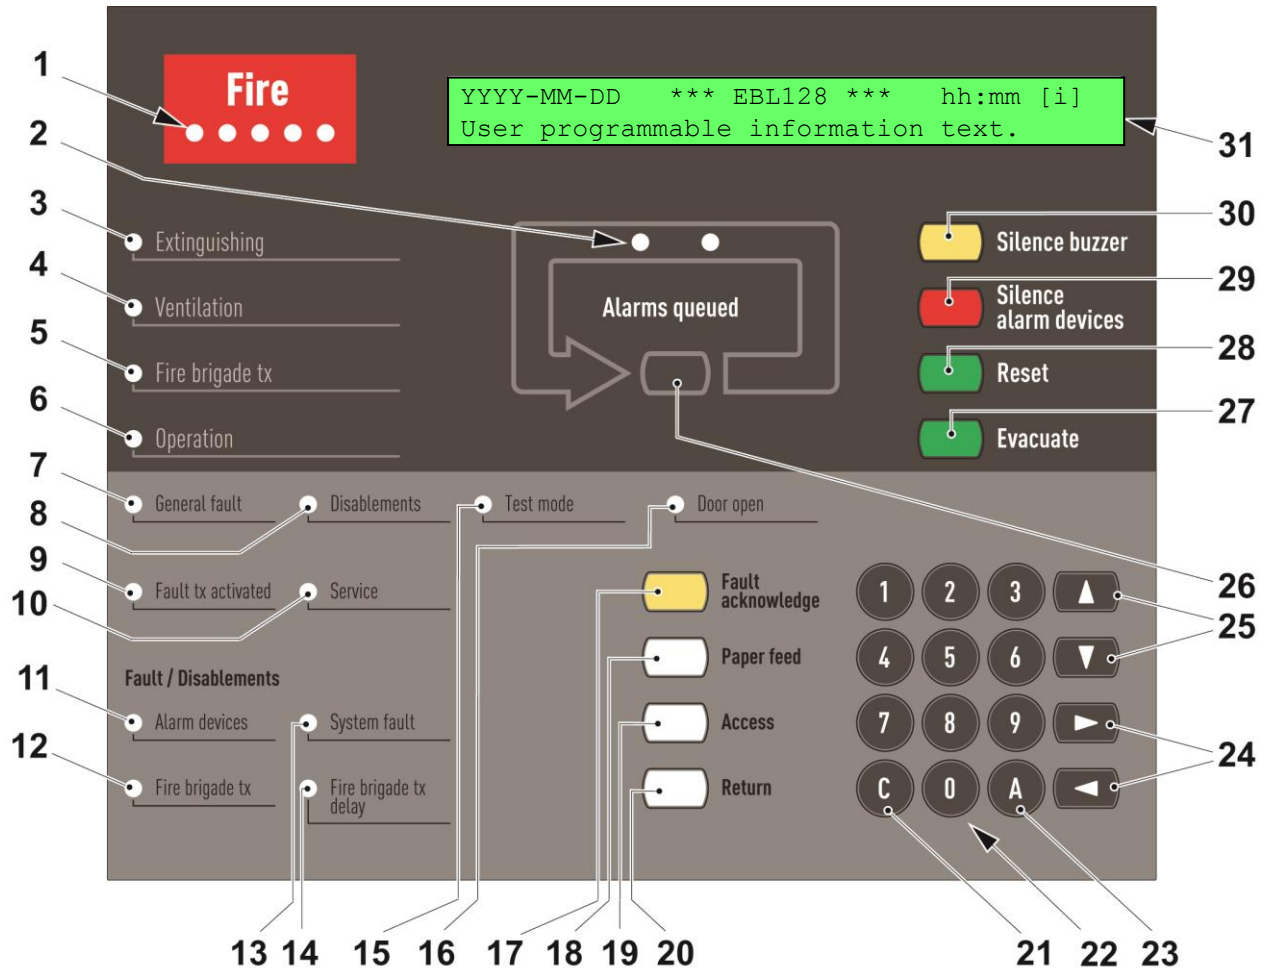 1
Fire
YYYY-MM-DD *** EBL128 *** hh:mm [i]
User programmable information text.
31
2
3
Extinguishing
30
Silence buzzer
4
Ventilation
Alarms queued
29
Silence
alarm devices
5
Fire brigade tx
28
Reset
6
Operation
27
Evacuate
7
General fault
Disablements
Test mode
Door open
8
9
Fault tx activated
Service
10
Fault
acknowledge
1
2
3
26
25
Paper feed
4
5
6
Fault / Disablements
11
Alarm devices
System fault
Access
7
8
9
24
12
Fire brigade tx
Fire brigade tx
delay
Return
C
0
A
13
14
15
16
17
18
19
20
21
22
23